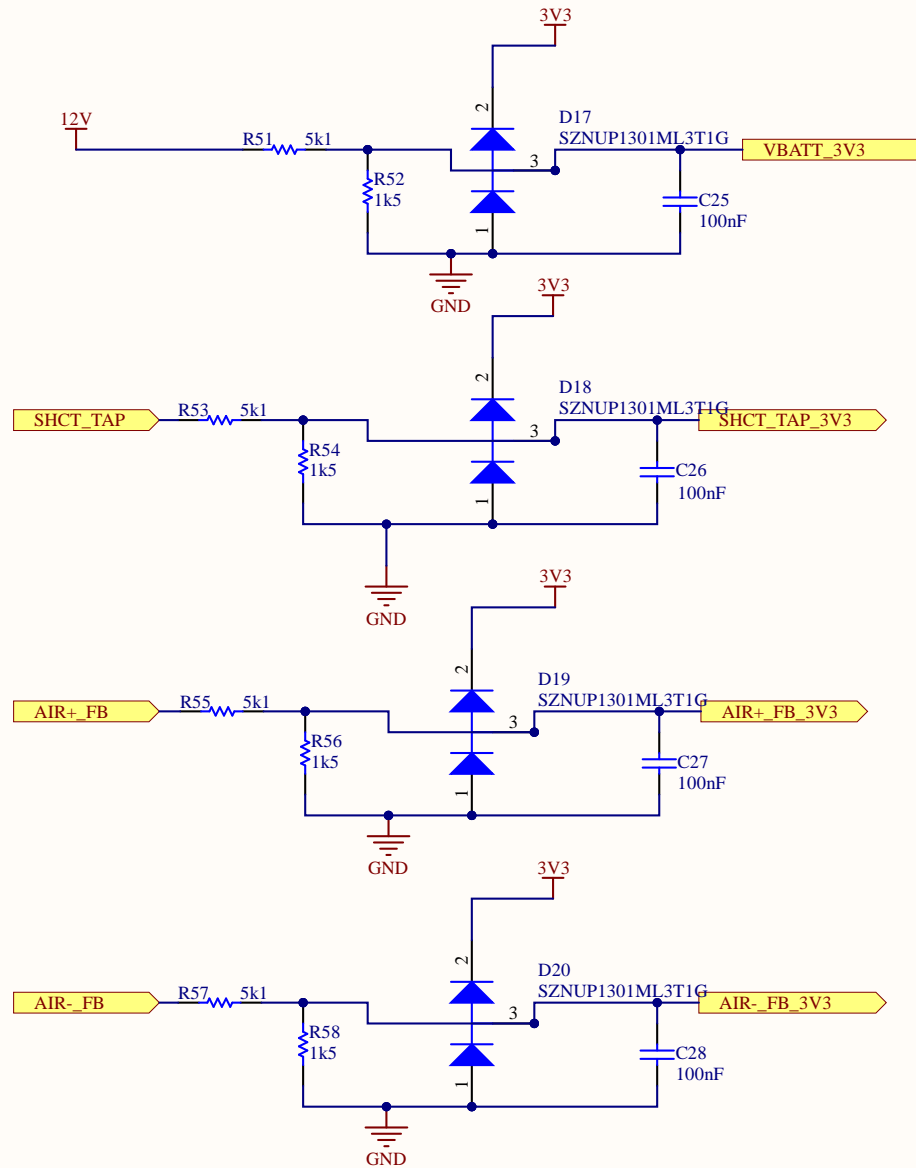 3V3
12V
R51 5k1
R52
1k5
2
3
1
D17
SZNUP1301ML3T1G
VBATT_3V3
C25
100nF
GND
3V3
SHCT_TAP
R53 5k1
R54
1k5
2
3
1
D18
SZNUP1301ML3T1G
SHCT_TAP_3V3
C26
100nF
GND
3V3
AIR+_FB
R55 5k1
R56
1k5
2
3
1
D19
SZNUP1301ML3T1G
AIR+_FB_3V3
C27
100nF
GND
3V3
AIR-_FB
R57 5k1
R58
1k5
2
3
1
D20
SZNUP1301ML3T1G
AIR-_FB_3V3
C28
100nF
GND